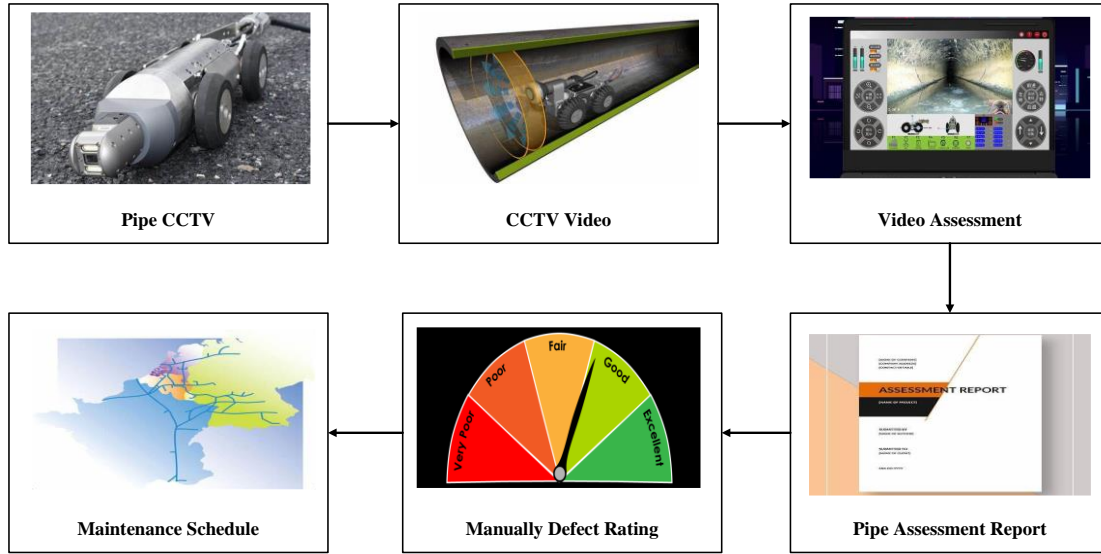 Pipe CCTV
CCTV Video
Video Assessment
Very Poor
Poor
Fair
Good
Excellent
ASSESSMENT REPORT
Maintenance Schedule
Manually Defect Rating
Pipe Assessment Report